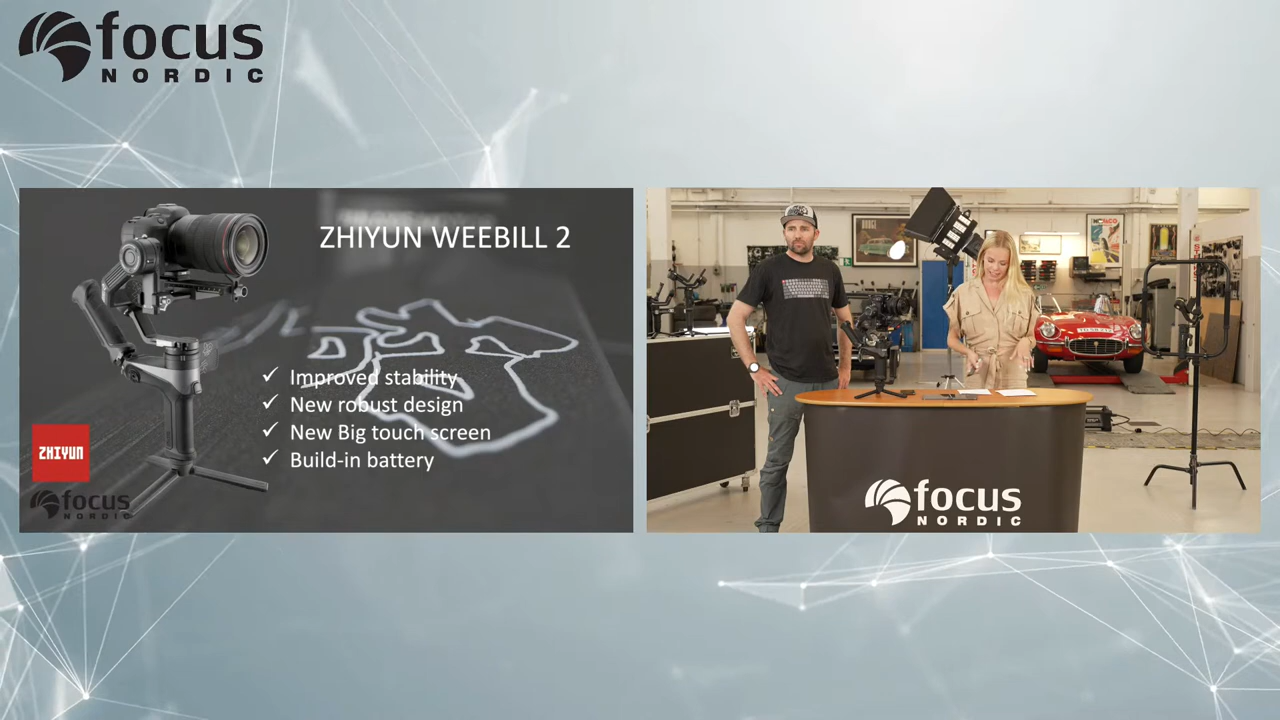 focus
NORDIC
ZHIYUN WEEBILL 2
✓ Improved stability
✓ New robust design
✓ New Big touch screen
✓ Build-in battery
ZHIYUN
focus
NORDIC
focus
NORDIC